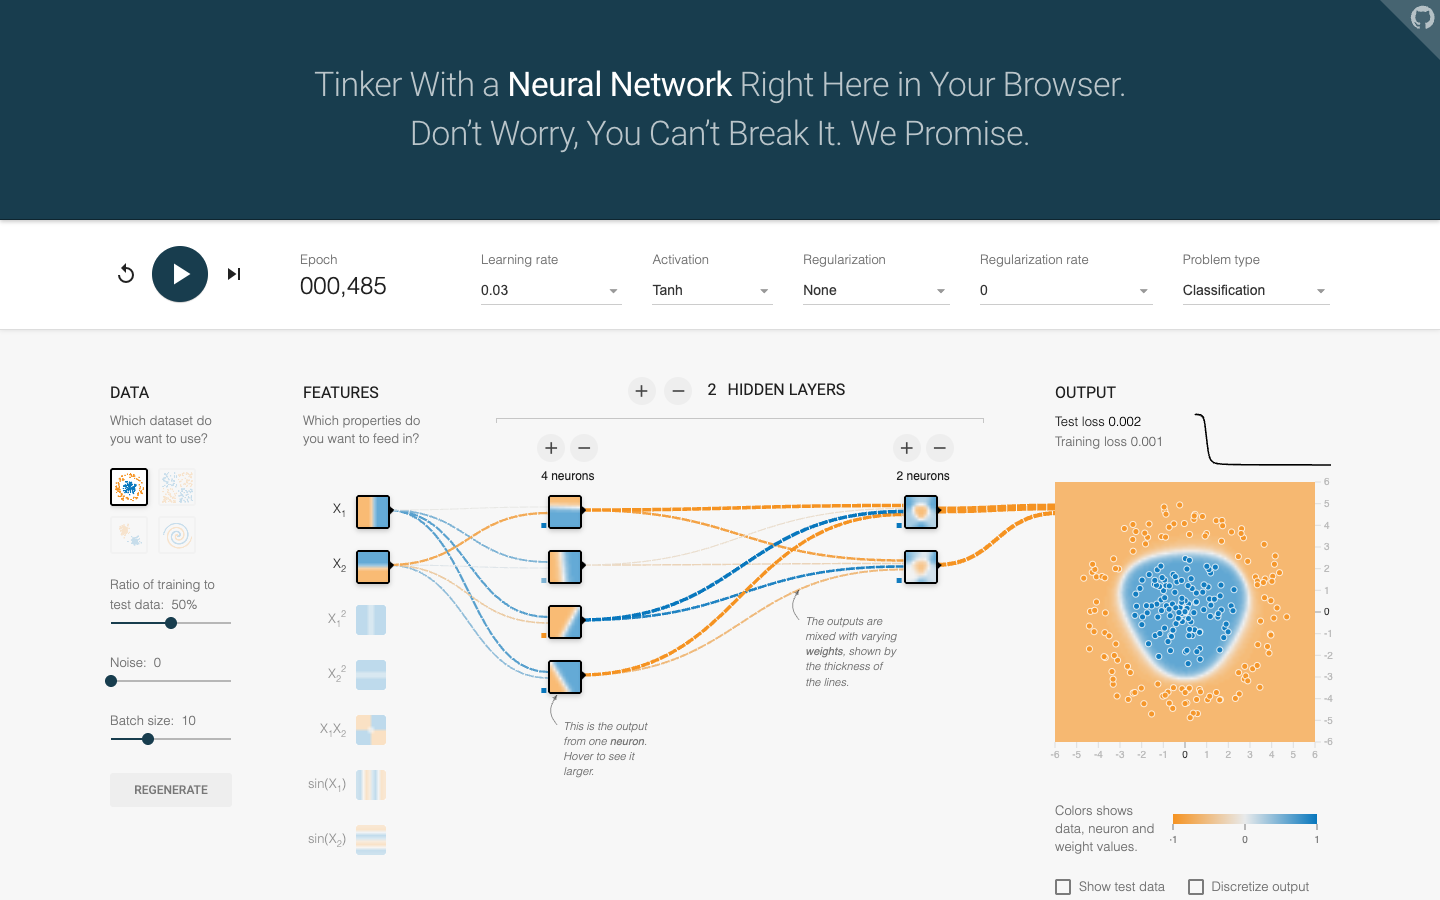 Tinker With a Neural Network Right Here in Your Browser.
Don't Worry, You Can't Break It. We Promise.
Epoch
000,485
Learning rate
0.03
Activation
Tanh
Regularization
None
Regularization rate
0
Problem type
Classification
DATA
Which dataset do
you want to use?
Ratio of training to
test data: 50%
Noise: 0
Batch size: 10
REGENERATE
FEATURES
Which properties do
you want to feed in?
X1
X2
X1²
X2²
X1X2
sin(X1)
sin(X2)
+ − 2 HIDDEN LAYERS
+ −
4 neurons
+ −
2 neurons
This is the output
from one neuron.
Hover to see it
larger.
The outputs are
mixed with varying
weights, shown by
the thickness of
the lines.
OUTPUT
Test loss 0.002
Training loss 0.001
6
5
4
3
2
1
0
-1
-2
-3
-4
-5
-6
-6 -5 -4 -3 -2 -1 0 1 2 3 4 5 6
Colors shows
data, neuron and
weight values.
-1 0 1
Show test data
Discretize output